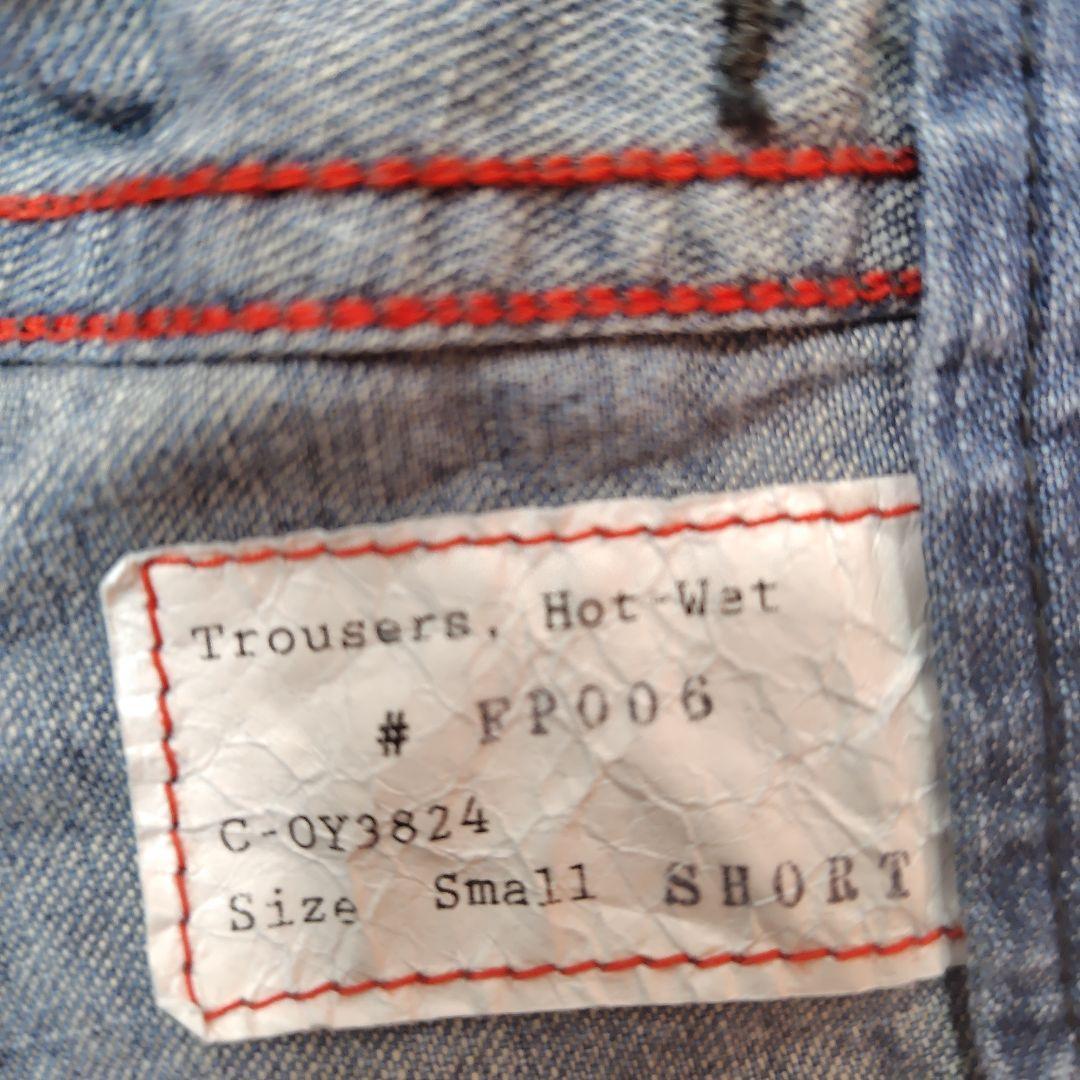 Trousers, Hot-Wet
# FP006
C-OY3824
Size Small SHORT